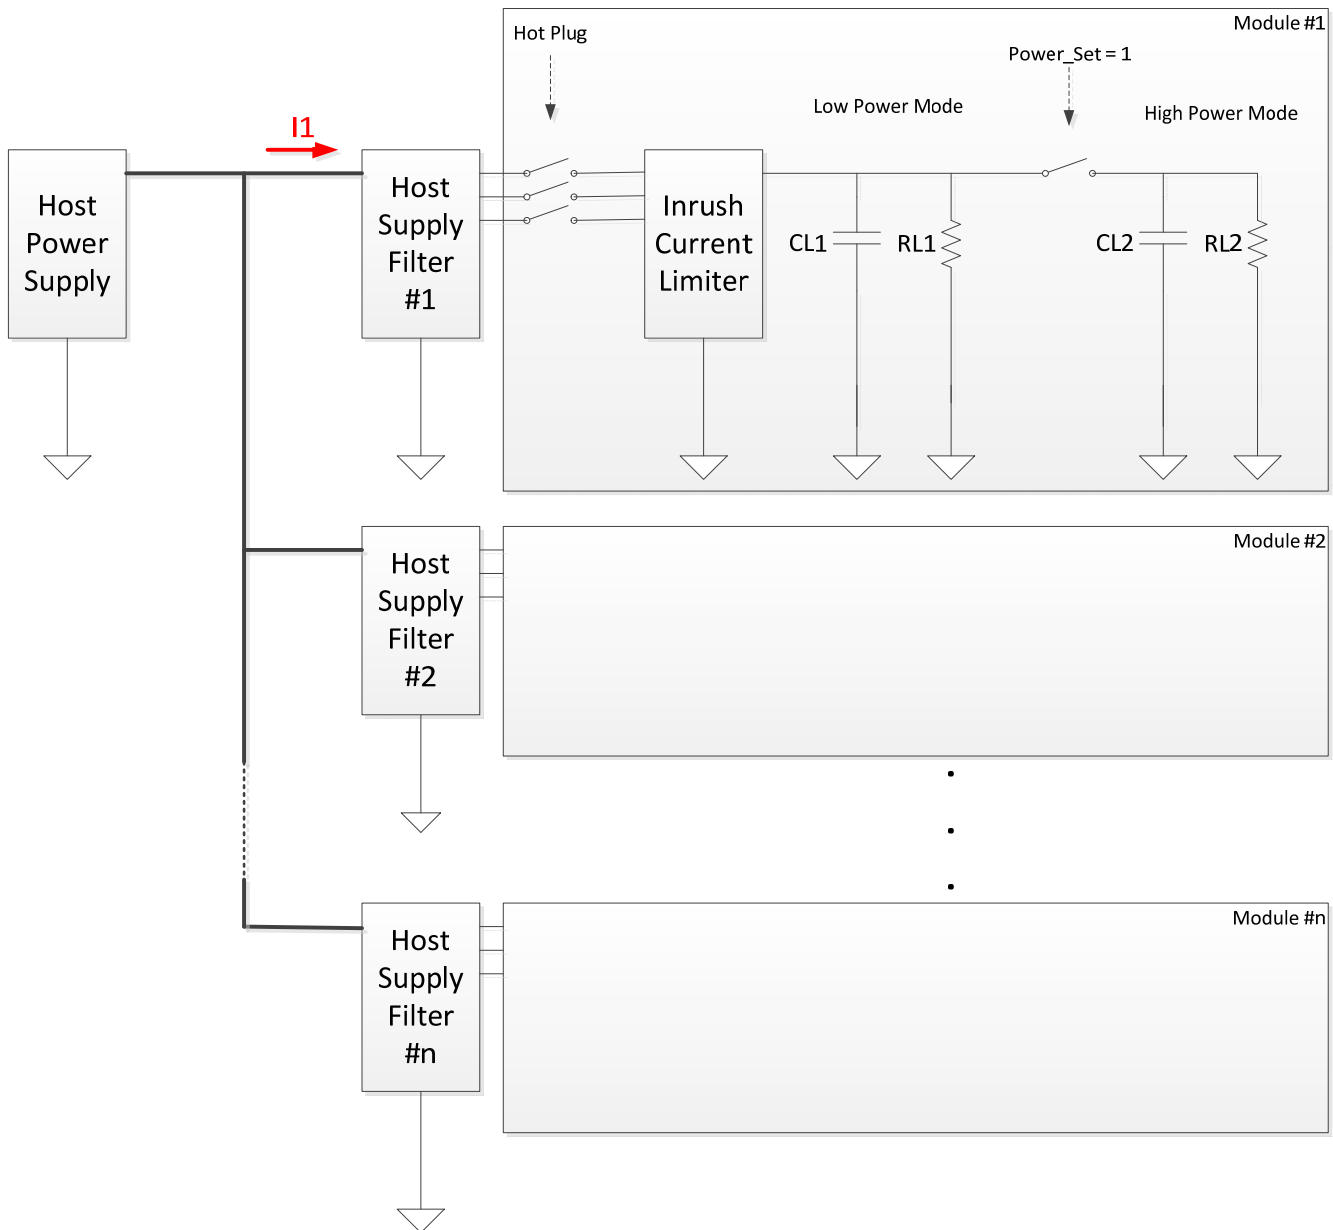 Module #1
Hot Plug
Power_Set = 1
Low Power Mode
High Power Mode
I1
Host
Power
Supply
Host
Supply
Filter
#1
Inrush
Current
Limiter
CL1
RL1
CL2
RL2
Module #2
Host
Supply
Filter
#2
Module #n
Host
Supply
Filter
#n